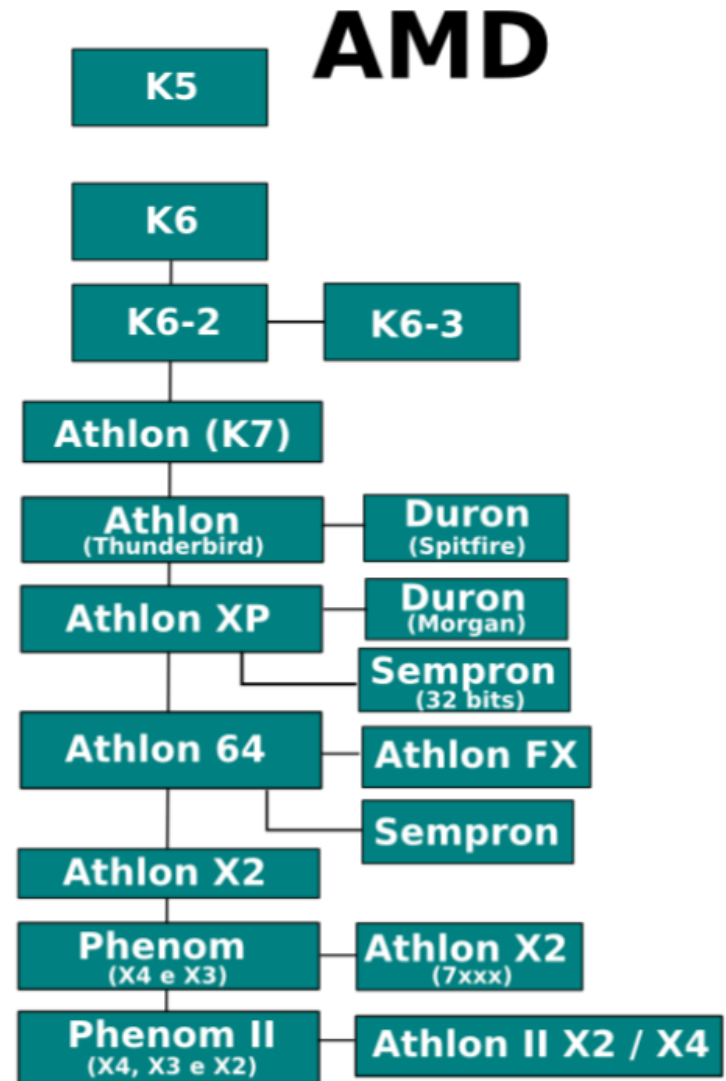 AMD
K5
K6
K6-2
K6-3
Athlon (K7)
Athlon
(Thunderbird)
Duron
(Spitfire)
Athlon XP
Duron
(Morgan)
Sempron
(32 bits)
Athlon 64
Athlon FX
Sempron
Athlon X2
Phenom
(X4 e X3)
Athlon X2
(7xxx)
Phenom II
(X4, X3 e X2)
Athlon II X2 / X4